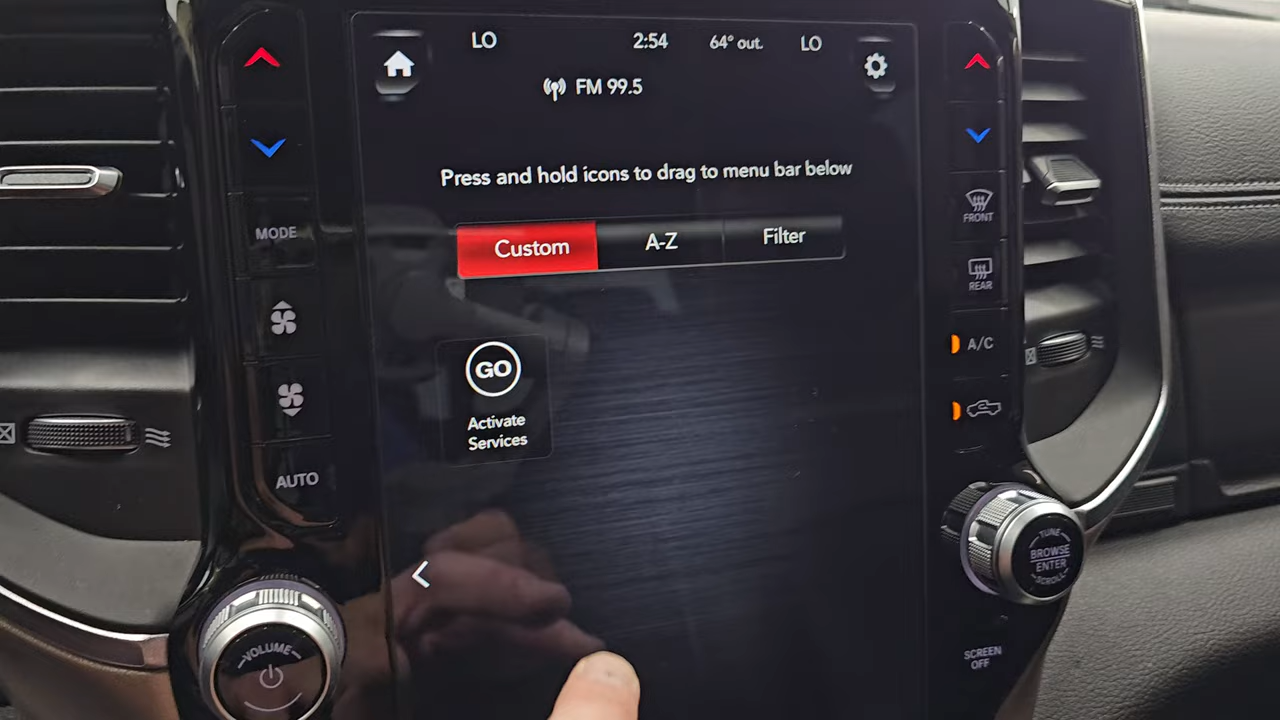 LO 2:54 64° out. LO
FM 99.5
Press and hold icons to drag to menu bar below
Custom A-Z Filter
GO
Activate
Services
MODE
AUTO
VOLUME
FRONT
REAR
A/C
TUNE
BROWSE
ENTER
SCROLL
SCREEN
OFF